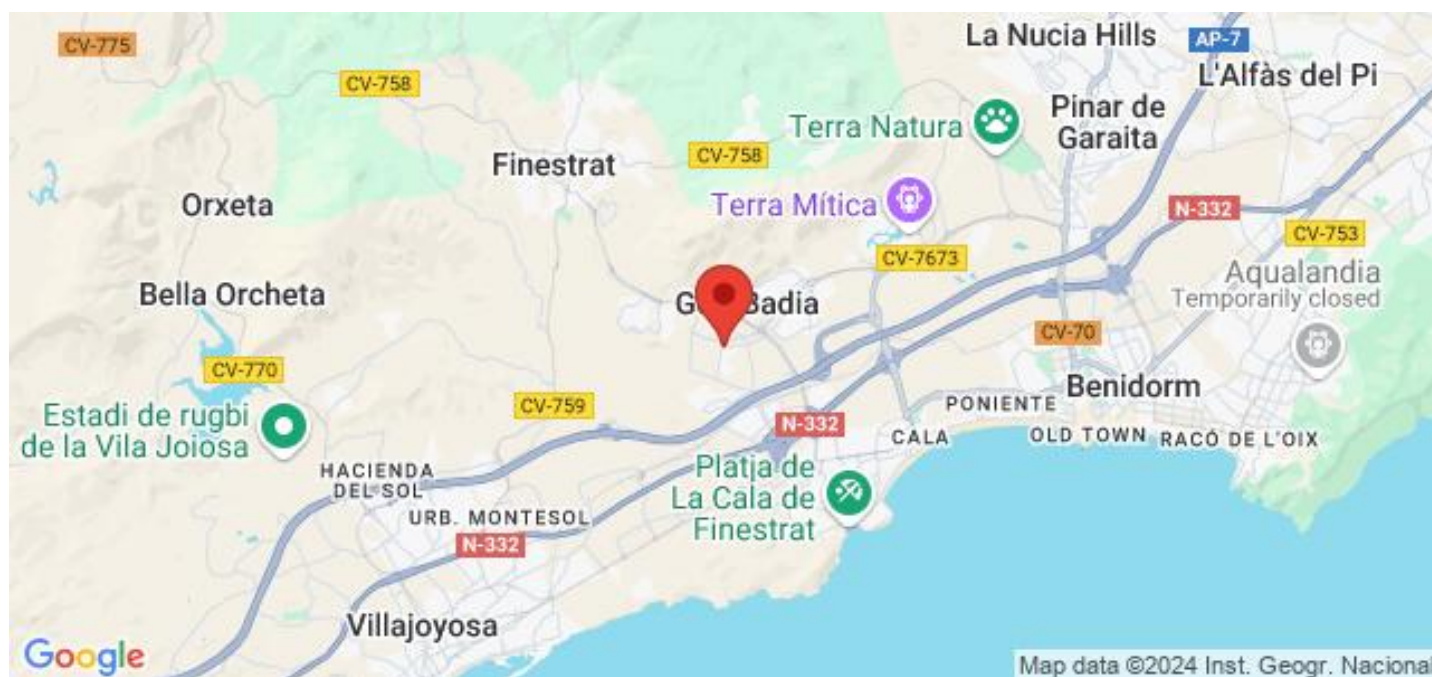 CV-775
La Nucia Hills
AP-7
L'Alfàs del Pi
CV-758
Terra Natura
Pinar de
Garaita
Finestrat
CV-758
Orxeta
Terra Mítica
N-332
CV-753
CV-7673
Bella Orcheta
Badia
Aqualandia
Temporarily closed
CV-70
CV-770
Benidorm
CV-759
PONIENTE
Estadi de rugbi
de la Vila Joiosa
N-332
CALA
OLD TOWN
RACÓ DE L'OIX
HACIENDA
DEL SOL
Platja de
La Cala de
Finestrat
URB. MONTESOL
N-332
Villajoyosa
Google
Map data ©2024 Inst. Geogr. Nacional